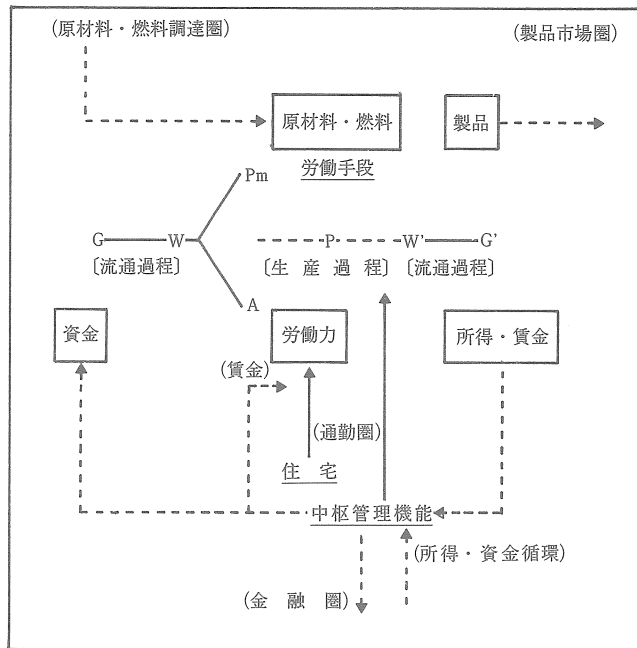 (原材料・燃料調達圏)
(製品市場圏)
原材料・燃料
製品
労働手段
Pm
G W P W' G'
〔流通過程〕 〔生産過程〕 〔流通過程〕
A
資金
労働力
所得・賃金
(賃金)
(通勤圏)
住宅
中枢管理機能
(所得・資金循環)
(金融圏)